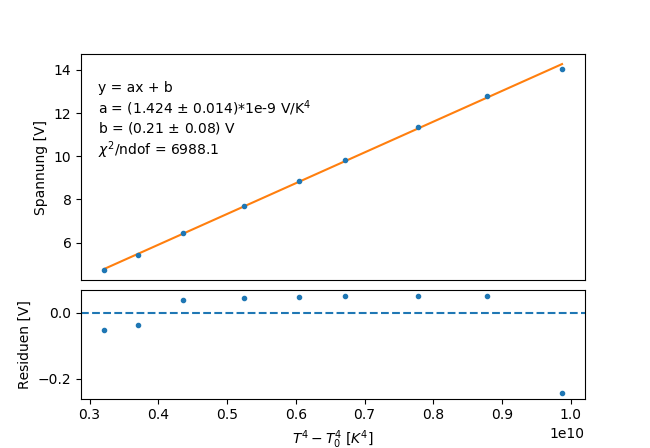 14
12
10
8
6
Spannung [V]
y = ax + b
a = (1.424 ± 0.014)*1e-9 V/K⁴
b = (0.21 ± 0.08) V
χ²/ndof = 6988.1
0.0
−0.2
Residuen [V]
0.3 0.4 0.5 0.6 0.7 0.8 0.9 1.0
1e10
T⁴ − T₀⁴ [K⁴]